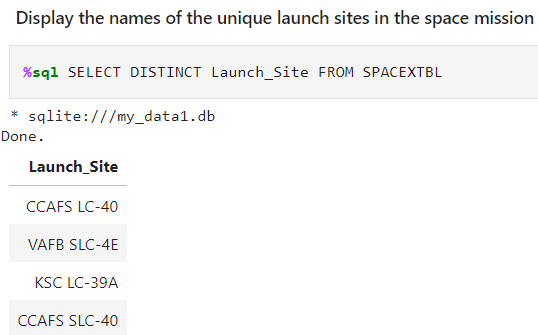 Display the names of the unique launch sites in the space mission
%sql SELECT DISTINCT Launch_Site FROM SPACEXTBL
* sqlite:///my_data1.db
Done.
Launch_Site
CCAFS LC-40
VAFB SLC-4E
KSC LC-39A
CCAFS SLC-40